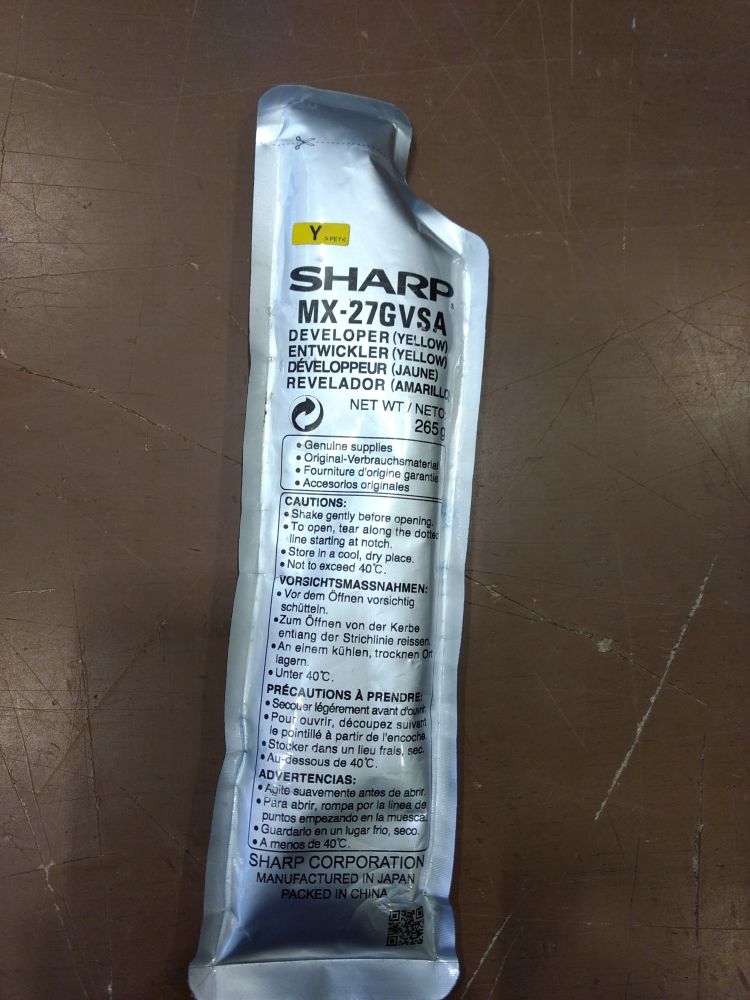 Y >PET<
SHARP
MX-27GVSA
DEVELOPER (YELLOW)
ENTWICKLER (YELLOW)
DÉVELOPPEUR (JAUNE)
REVELADOR (AMARILLO)
NET WT / NETO:
265g
• Genuine supplies
• Original-Verbrauchsmaterial
• Fourniture d'origine garantie
• Accesorios originales
CAUTIONS:
• Shake gently before opening.
• To open, tear along the dotted
line starting at notch.
• Store in a cool, dry place.
• Not to exceed 40°C.
VORSICHTSMASSNAHMEN:
• Vor dem Öffnen vorsichtig
schütteln.
• Zum Öffnen von der Kerbe
entlang der Strichlinie reissen.
• An einem kühlen, trocknen Ort
lagern.
• Unter 40°C.
PRÉCAUTIONS À PRENDRE:
• Secouer légérement avant d'ouvrir.
• Pour ouvrir, découpez suivant
le pointillé à partir de l'encoche.
• Stocker dans un lieu frais, sec.
• Au-dessous de 40°C.
ADVERTENCIAS:
• Agite suavemente antes de abrir.
• Para abrir, rompa por la línea de
puntos empezando en la muesca.
• Guardarlo en un lugar frío, seco.
• A menos de 40°C.
SHARP CORPORATION
MANUFACTURED IN JAPAN
PACKED IN CHINA